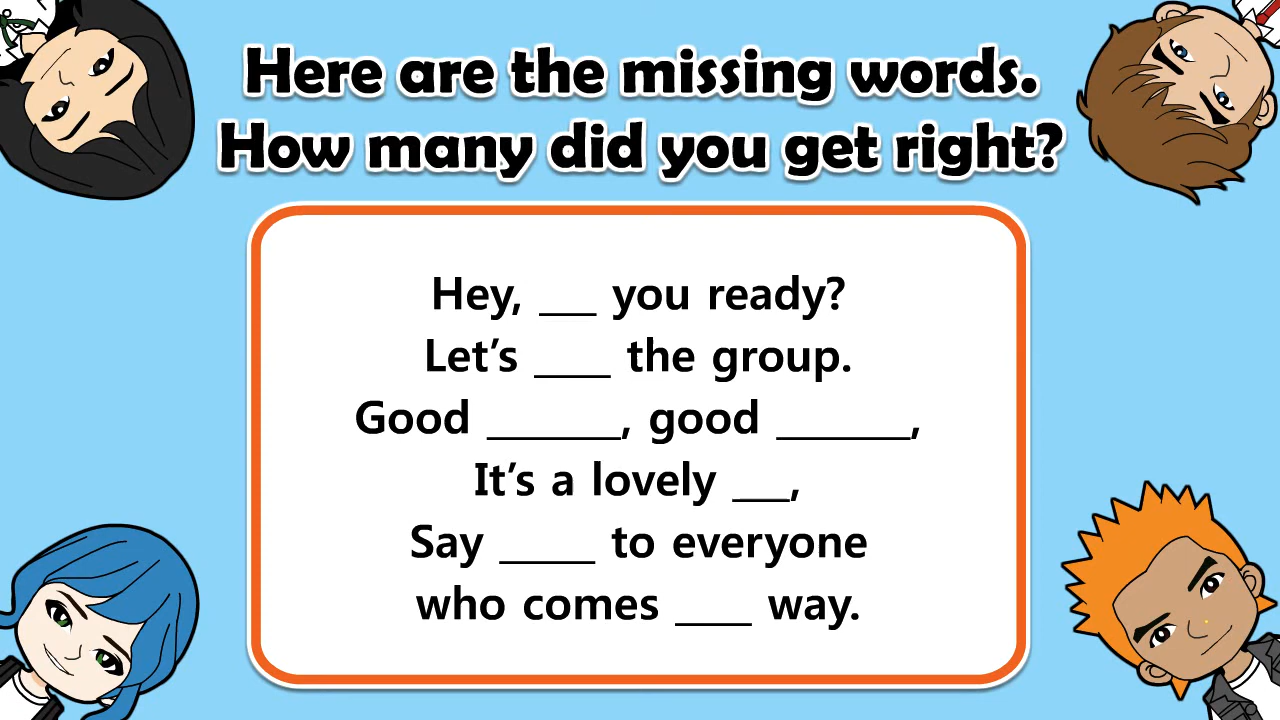 Here are the missing words.
How many did you get right?
Hey, ___ you ready?
Let’s ____ the group.
Good _______, good _______,
It’s a lovely ___,
Say _____ to everyone
who comes ____ way.